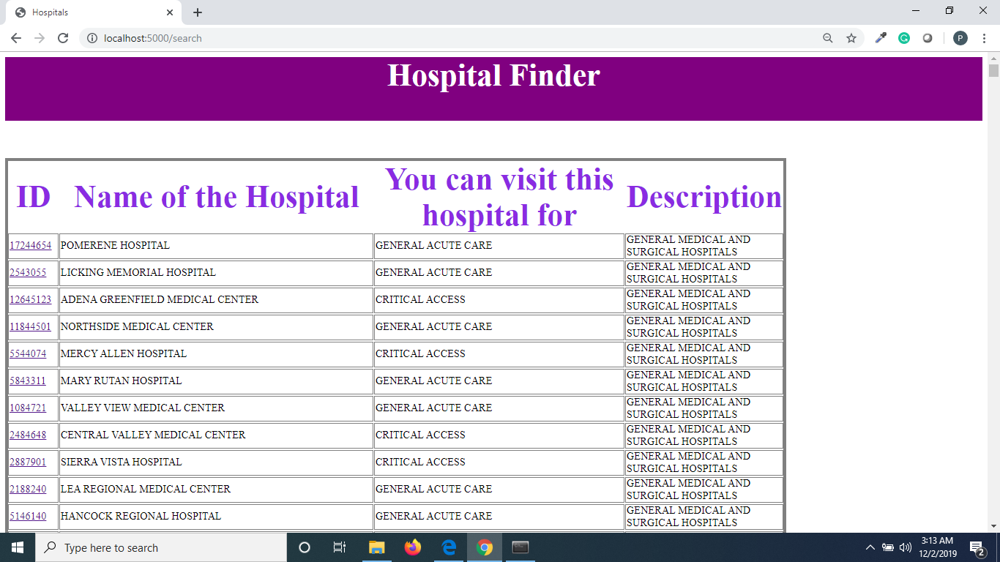 Hospitals
localhost:5000/search
P
Hospital Finder
ID
Name of the Hospital
You can visit this
hospital for
Description
17244654
POMERENE HOSPITAL
GENERAL ACUTE CARE
GENERAL MEDICAL AND
SURGICAL HOSPITALS
2543055
LICKING MEMORIAL HOSPITAL
GENERAL ACUTE CARE
GENERAL MEDICAL AND
SURGICAL HOSPITALS
12645123
ADENA GREENFIELD MEDICAL CENTER
CRITICAL ACCESS
GENERAL MEDICAL AND
SURGICAL HOSPITALS
11844501
NORTHSIDE MEDICAL CENTER
GENERAL ACUTE CARE
GENERAL MEDICAL AND
SURGICAL HOSPITALS
5544074
MERCY ALLEN HOSPITAL
CRITICAL ACCESS
GENERAL MEDICAL AND
SURGICAL HOSPITALS
5843311
MARY RUTAN HOSPITAL
GENERAL ACUTE CARE
GENERAL MEDICAL AND
SURGICAL HOSPITALS
1084721
VALLEY VIEW MEDICAL CENTER
GENERAL ACUTE CARE
GENERAL MEDICAL AND
SURGICAL HOSPITALS
2484648
CENTRAL VALLEY MEDICAL CENTER
CRITICAL ACCESS
GENERAL MEDICAL AND
SURGICAL HOSPITALS
2887901
SIERRA VISTA HOSPITAL
CRITICAL ACCESS
GENERAL MEDICAL AND
SURGICAL HOSPITALS
2188240
LEA REGIONAL MEDICAL CENTER
GENERAL ACUTE CARE
GENERAL MEDICAL AND
SURGICAL HOSPITALS
5146140
HANCOCK REGIONAL HOSPITAL
GENERAL ACUTE CARE
GENERAL MEDICAL AND
SURGICAL HOSPITALS
Type here to search
3:13 AM
12/2/2019
2